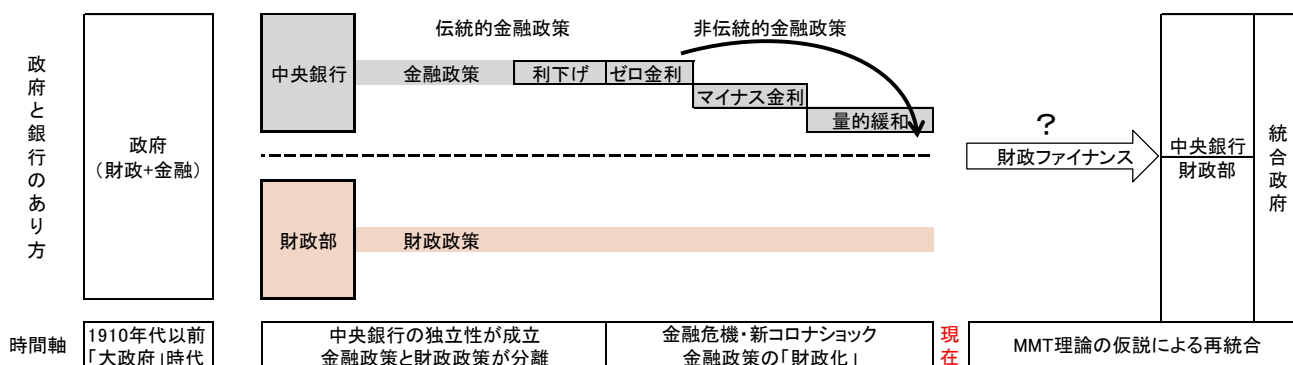 政府と銀行のあり方
政府
（財政+金融）
伝統的金融政策
非伝統的金融政策
中央銀行
金融政策
利下げ
ゼロ金利
マイナス金利
量的緩和
財政部
財政政策
？
財政ファイナンス
中央銀行
財政部
統合政府
時間軸
1910年代以前
「大政府」時代
中央銀行の独立性が成立
金融政策と財政政策が分離
金融危機・新コロナショック
金融政策の「財政化」
現在
MMT理論の仮説による再統合